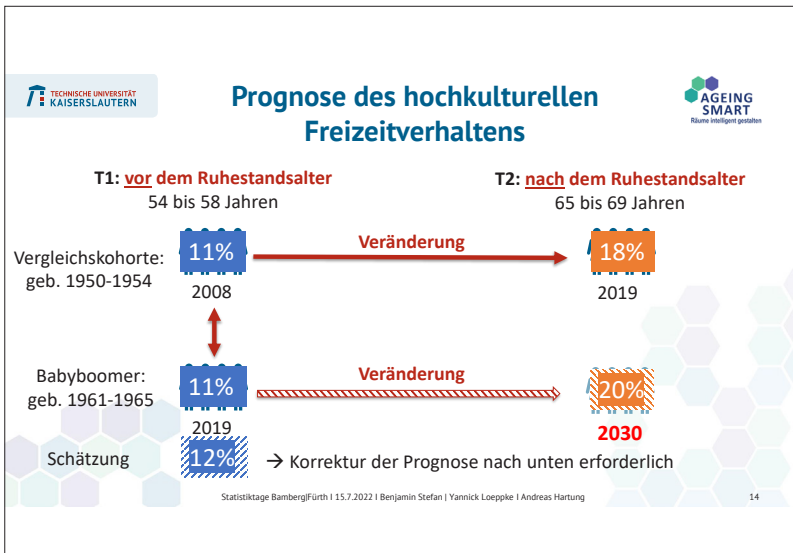 TECHNISCHE UNIVERSITÄT
KAISERSLAUTERN
Prognose des hochkulturellen
Freizeitverhaltens
AGEING
SMART
Räume intelligent gestalten
T1: vor dem Ruhestandsalter
54 bis 58 Jahren
T2: nach dem Ruhestandsalter
65 bis 69 Jahren
Vergleichskohorte:
geb. 1950-1954
11%
2008
Veränderung
18%
2019
Babyboomer:
geb. 1961-1965
11%
2019
Veränderung
20%
2030
Schätzung
12%
→ Korrektur der Prognose nach unten erforderlich
Statistiktage Bamberg|Fürth I 15.7.2022 I Benjamin Stefan | Yannick Loeppke I Andreas Hartung
14